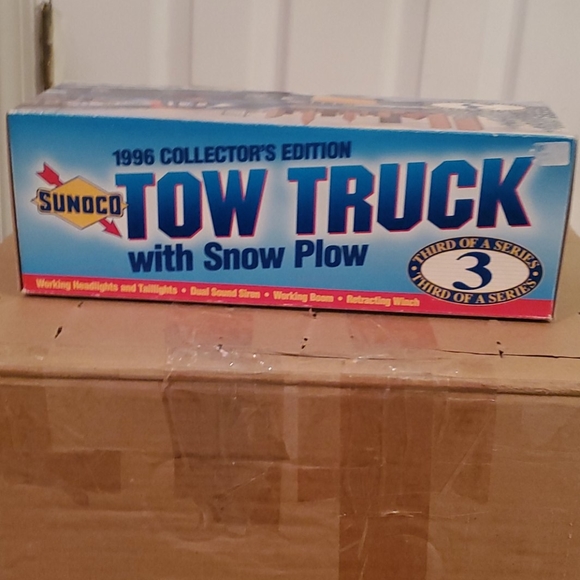 1996 COLLECTOR'S EDITION
SUNOCO
TOW TRUCK
with Snow Plow
THIRD OF A SERIES
3
THIRD OF A SERIES
Working Headlights and Taillights • Dual Sound Siren • Working Boom • Retracting Winch